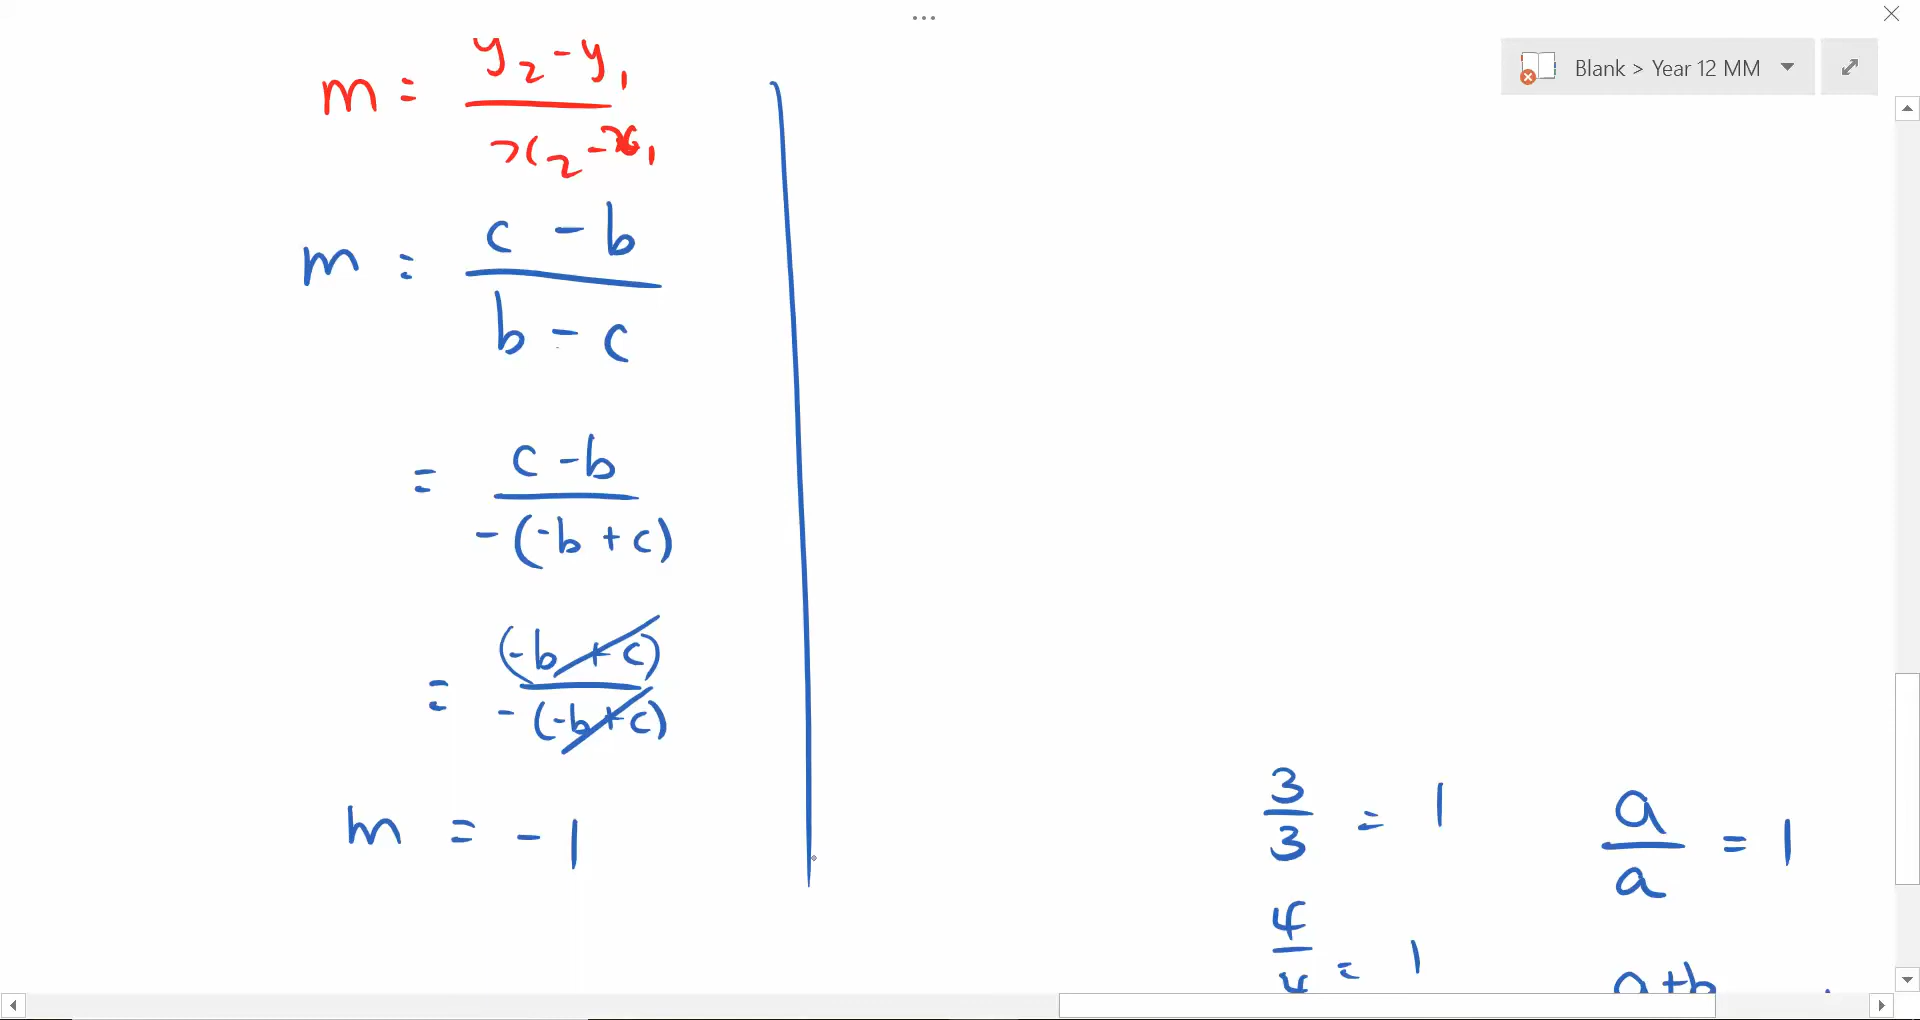 Blank > Year 12 MM
m = y₂ - y₁ / x₂ - x₁
m = c - b / b - c
= c - b / -(-b + c)
= (-b + c) / -(-b + c)
m = -1
3/3 = 1
a/a = 1
4/4 = 1
a+b